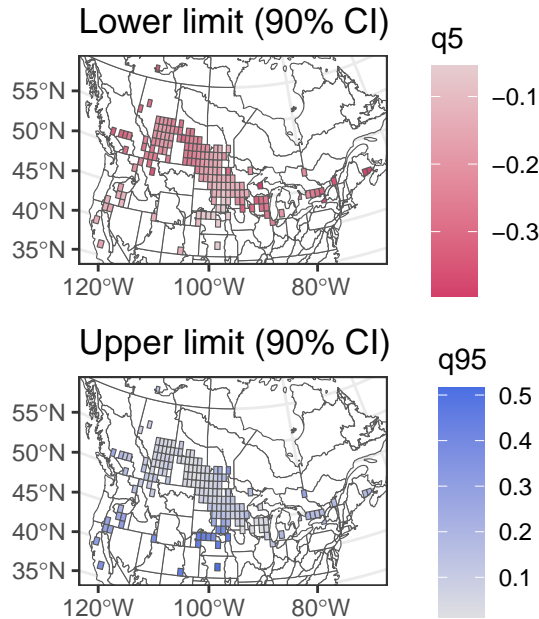 Lower limit (90% CI)
q5
55°N
50°N
45°N
40°N
35°N
120°W
100°W
80°W
−0.1
−0.2
−0.3
Upper limit (90% CI)
q95
55°N
50°N
45°N
40°N
35°N
120°W
100°W
80°W
0.5
0.4
0.3
0.2
0.1